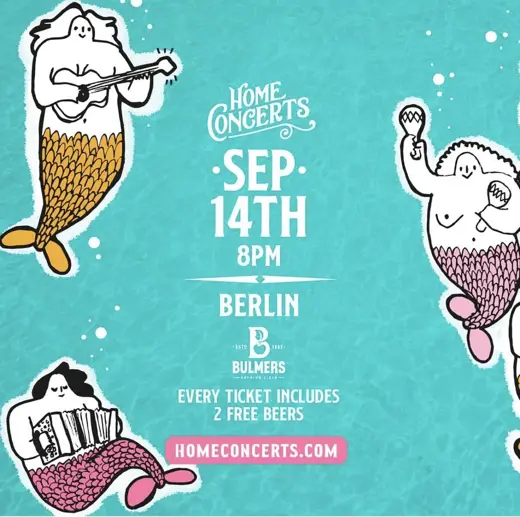 HOME
CONCERTS
·SEP·
14TH
8PM
BERLIN
B
BULMERS
EVERY TICKET INCLUDES
2 FREE BEERS
HOMECONCERTS.COM